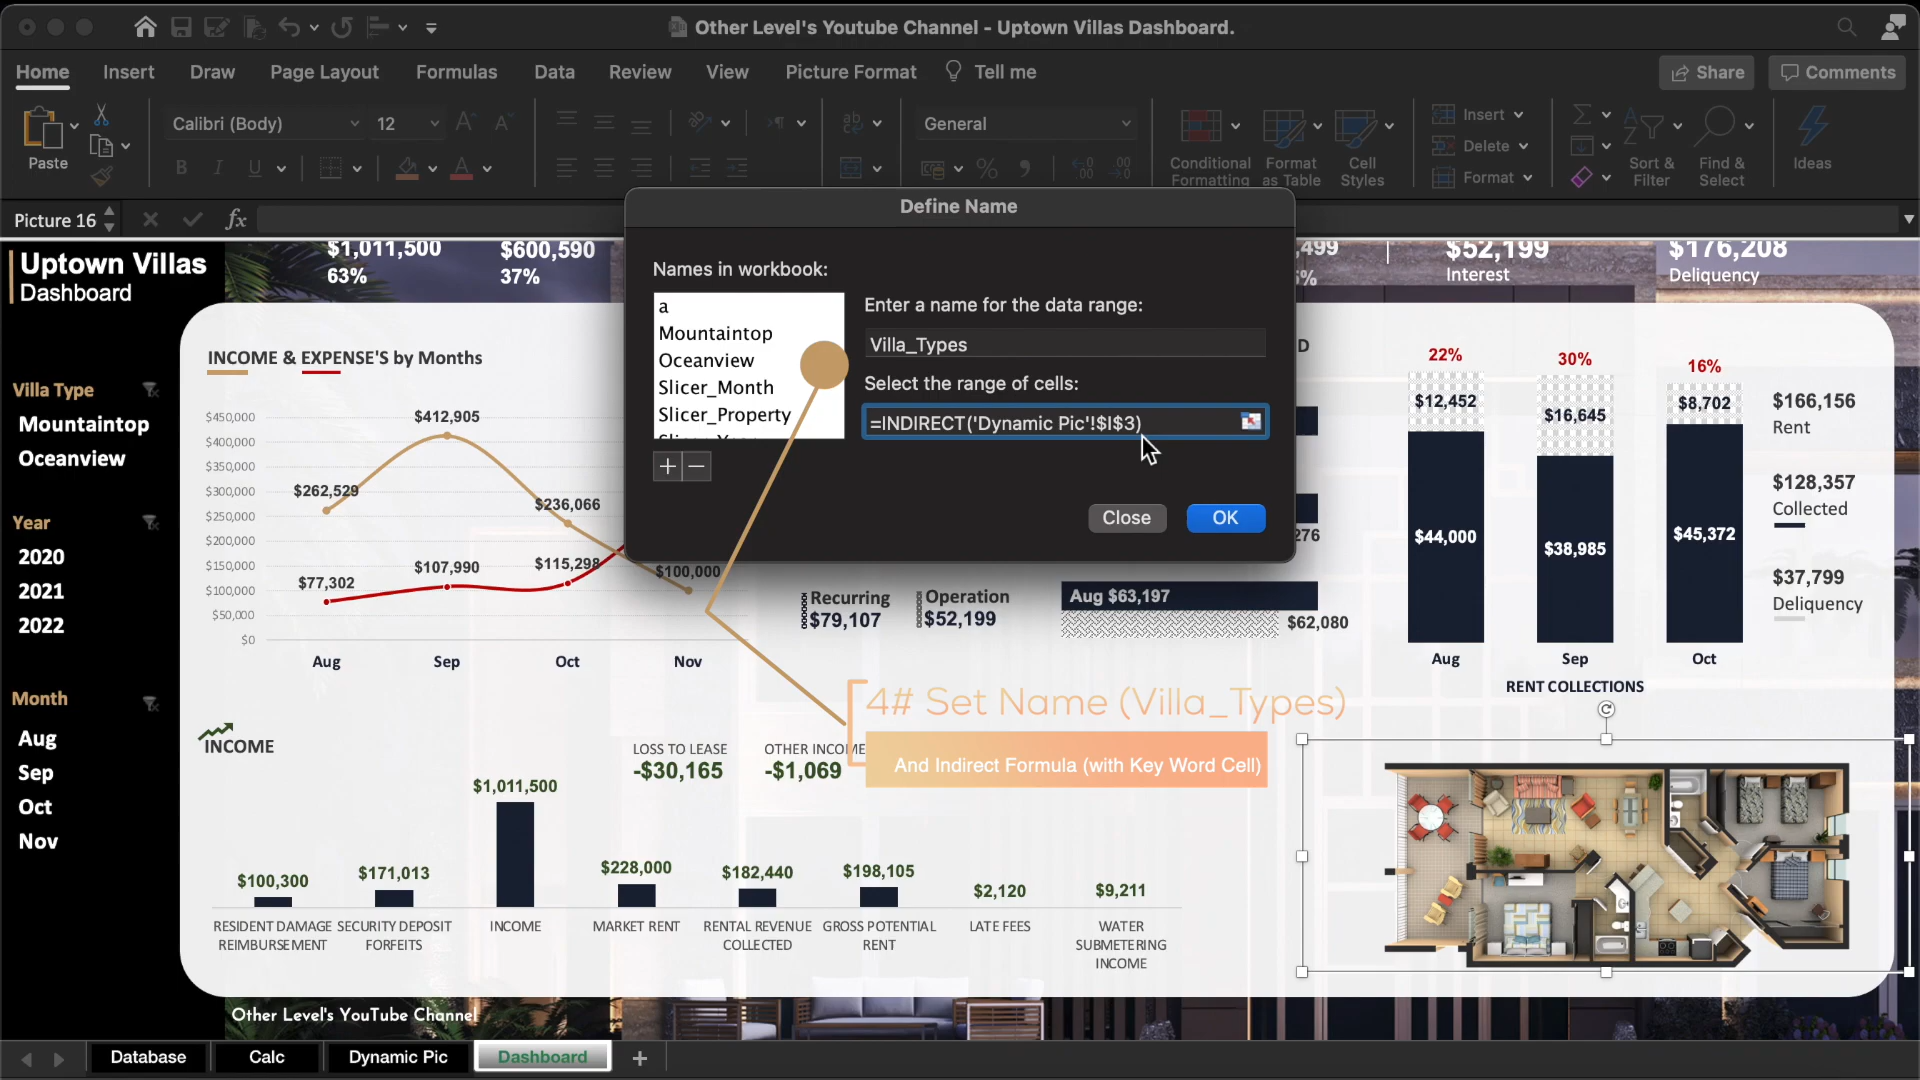 Other Level's Youtube Channel - Uptown Villas Dashboard.
Home
Insert
Draw
Page Layout
Formulas
Data
Review
View
Picture Format
Tell me
Share
Comments
Paste
Calibri (Body)
12
B I U
General
Conditional
Formatting
Format
as Table
Cell
Styles
Insert
Delete
Format
Sort &
Filter
Find &
Select
Ideas
Picture 16
fx
Define Name
Names in workbook:
a
Mountaintop
Oceanview
Slicer_Month
Slicer_Property
Enter a name for the data range:
Villa_Types
Select the range of cells:
=INDIRECT('Dynamic Pic'!$I$3)
+ −
Close
OK
Uptown Villas
Dashboard
$1,011,500
63%
$600,590
37%
,499
%
$52,199
Interest
$176,208
Deliquency
Villa Type
Mountaintop
Oceanview
Year
2020
2021
2022
Month
Aug
Sep
Oct
Nov
INCOME & EXPENSE'S by Months
$450,000
$400,000
$350,000
$300,000
$250,000
$200,000
$150,000
$100,000
$50,000
$0
$262,529
$412,905
$236,066
$100,000
$77,302
$107,990
$115,298
Aug
Sep
Oct
Nov
Recurring
$79,107
Operation
$52,199
D
276
Aug $63,197
$62,080
22%
30%
16%
$12,452
$16,645
$8,702
$44,000
$38,985
$45,372
Aug
Sep
Oct
RENT COLLECTIONS
$166,156
Rent
$128,357
Collected
$37,799
Deliquency
4# Set Name (Villa_Types)
And Indirect Formula (with Key Word Cell)
INCOME
LOSS TO LEASE
-$30,165
OTHER INCOME
-$1,069
$100,300
$171,013
$1,011,500
$228,000
$182,440
$198,105
$2,120
$9,211
RESIDENT DAMAGE
REIMBURSEMENT
SECURITY DEPOSIT
FORFEITS
INCOME
MARKET RENT
RENTAL REVENUE
COLLECTED
GROSS POTENTIAL
RENT
LATE FEES
WATER
SUBMETERING
INCOME
Other Level's YouTube Channel
Database
Calc
Dynamic Pic
Dashboard
+